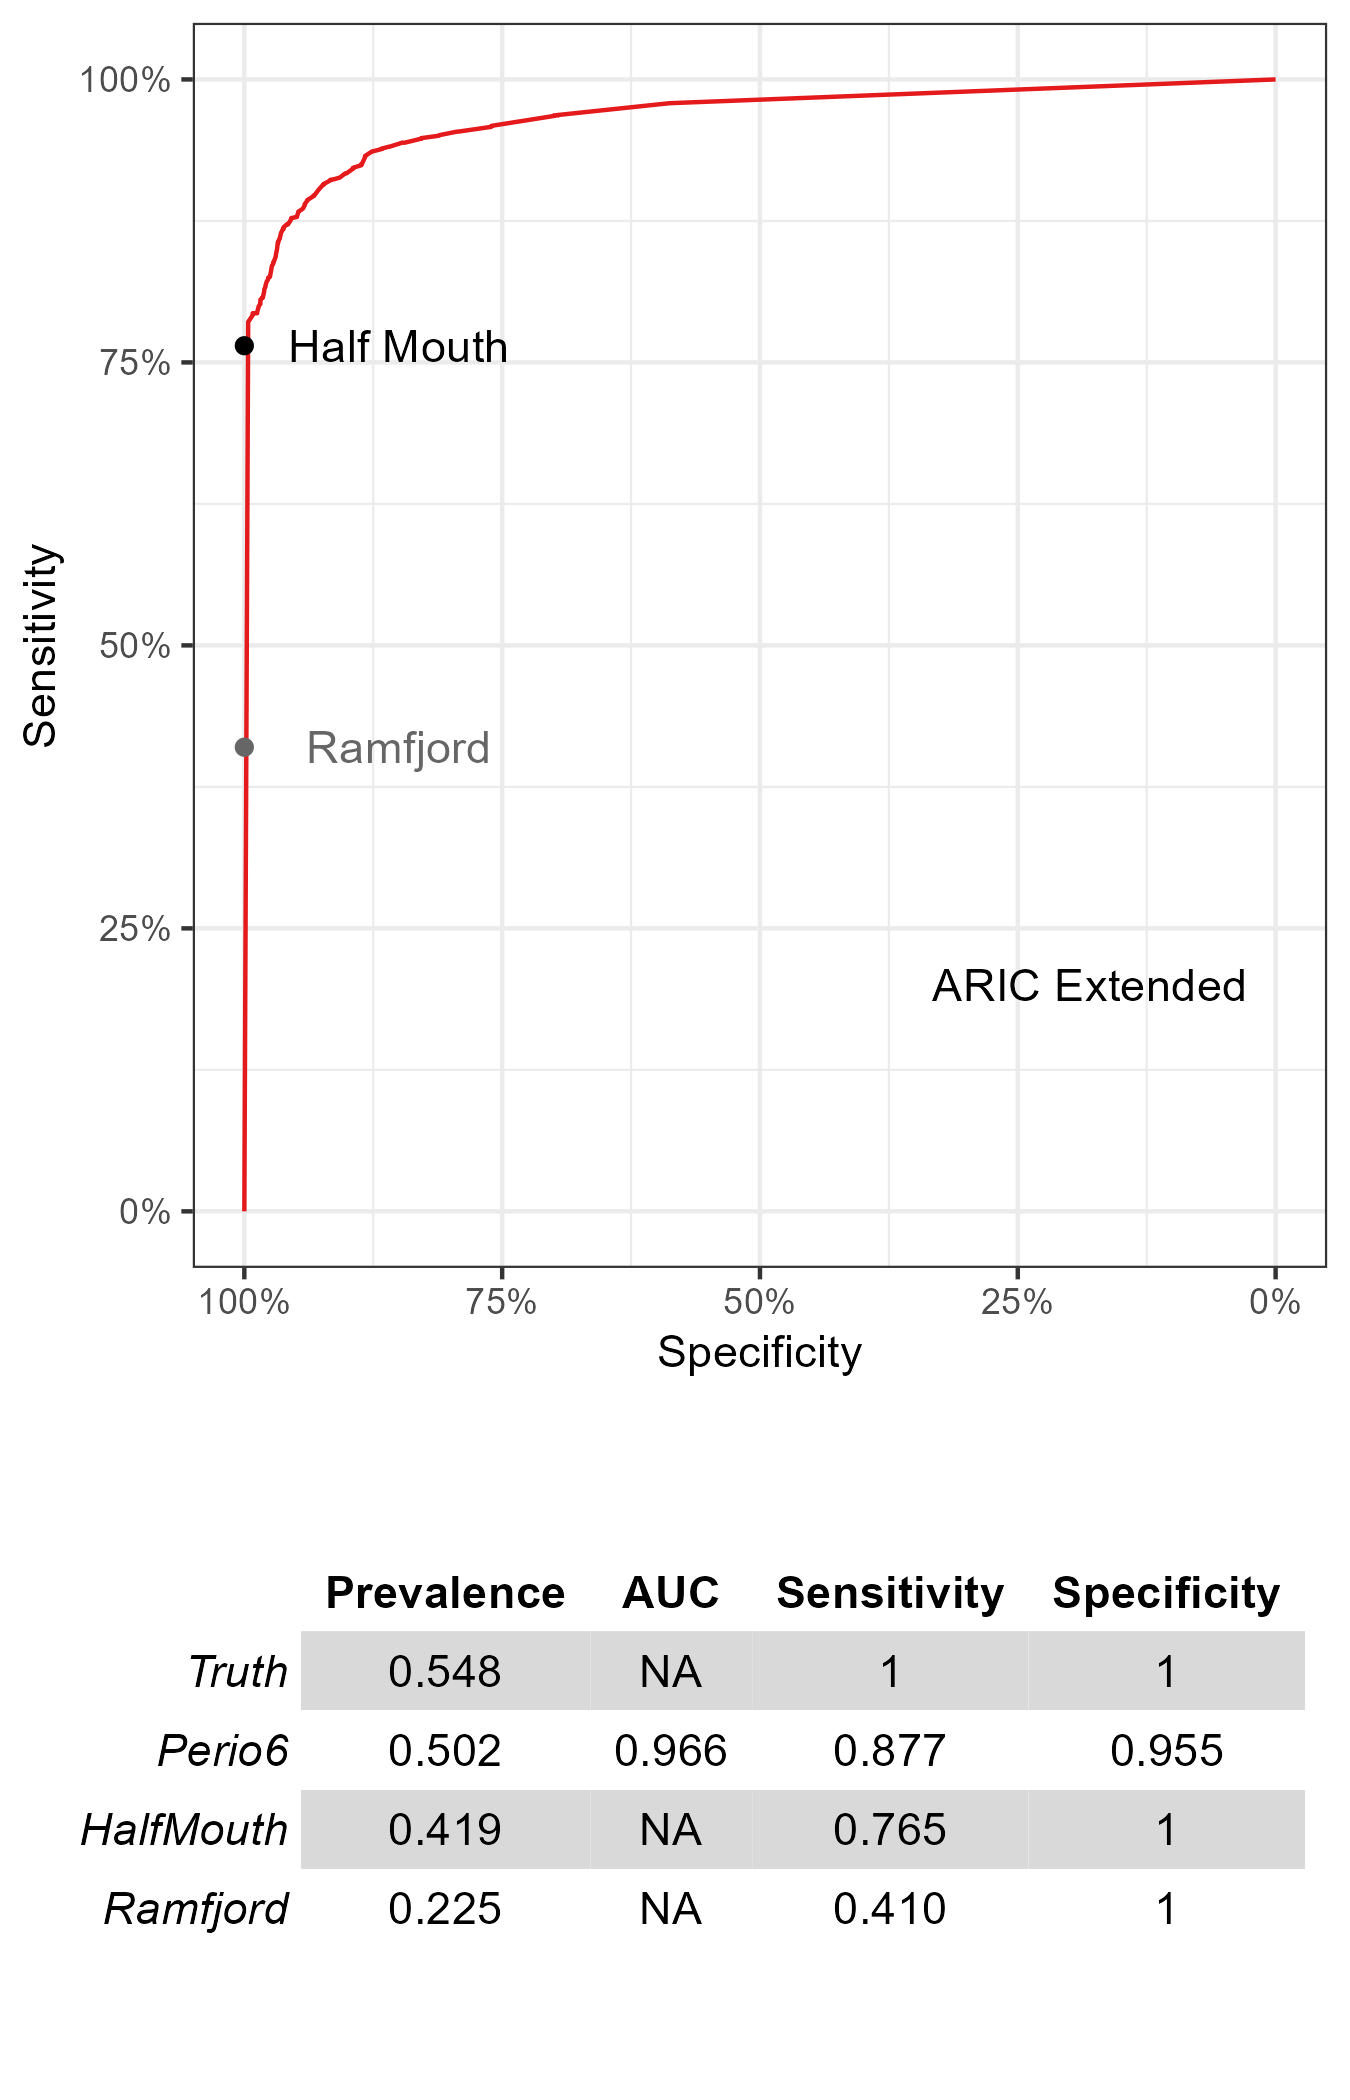 100%
75%
50%
25%
0%
Sensitivity
Half Mouth
Ramfjord
ARIC Extended
100% 75% 50% 25% 0%
Specificity
Prevalence AUC Sensitivity Specificity
Truth 0.548 NA 1 1
Perio6 0.502 0.966 0.877 0.955
HalfMouth 0.419 NA 0.765 1
Ramfjord 0.225 NA 0.410 1